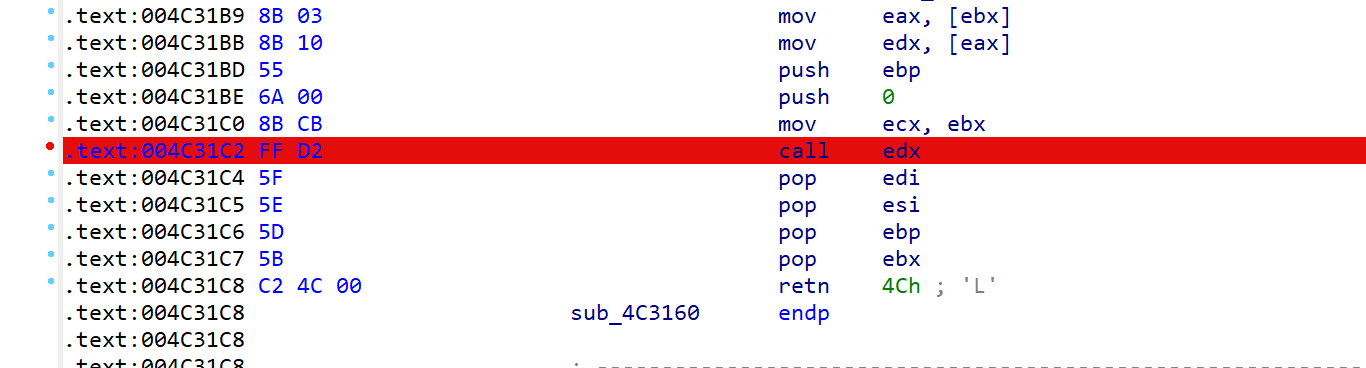 .text:004C31B9 8B 03 mov eax, [ebx]
.text:004C31BB 8B 10 mov edx, [eax]
.text:004C31BD 55 push ebp
.text:004C31BE 6A 00 push 0
.text:004C31C0 8B CB mov ecx, ebx
.text:004C31C2 FF D2 call edx
.text:004C31C4 5F pop edi
.text:004C31C5 5E pop esi
.text:004C31C6 5D pop ebp
.text:004C31C7 5B pop ebx
.text:004C31C8 C2 4C 00 retn 4Ch ; 'L'
.text:004C31C8 sub_4C3160 endp
.text:004C31C8
.text:004C31C8 ; ---------------------------------------------------------